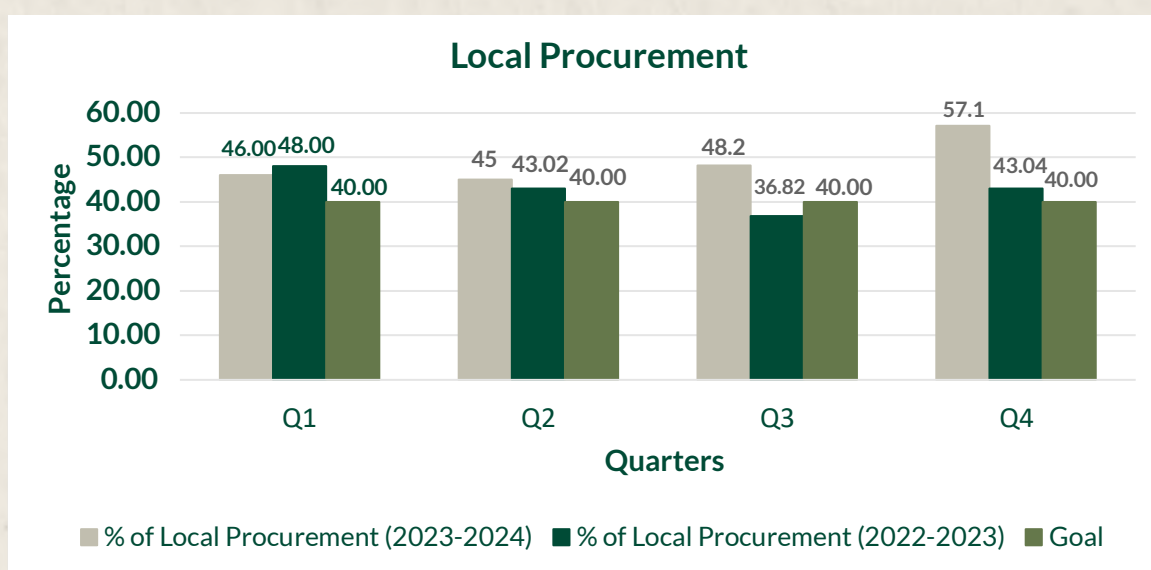 Local Procurement
60.00
50.00
40.00
30.00
20.00
10.00
0.00
Percentage
46.00 48.00 40.00
45 43.02 40.00
48.2 36.82 40.00
57.1 43.04 40.00
Q1 Q2 Q3 Q4
Quarters
% of Local Procurement (2023-2024) % of Local Procurement (2022-2023) Goal